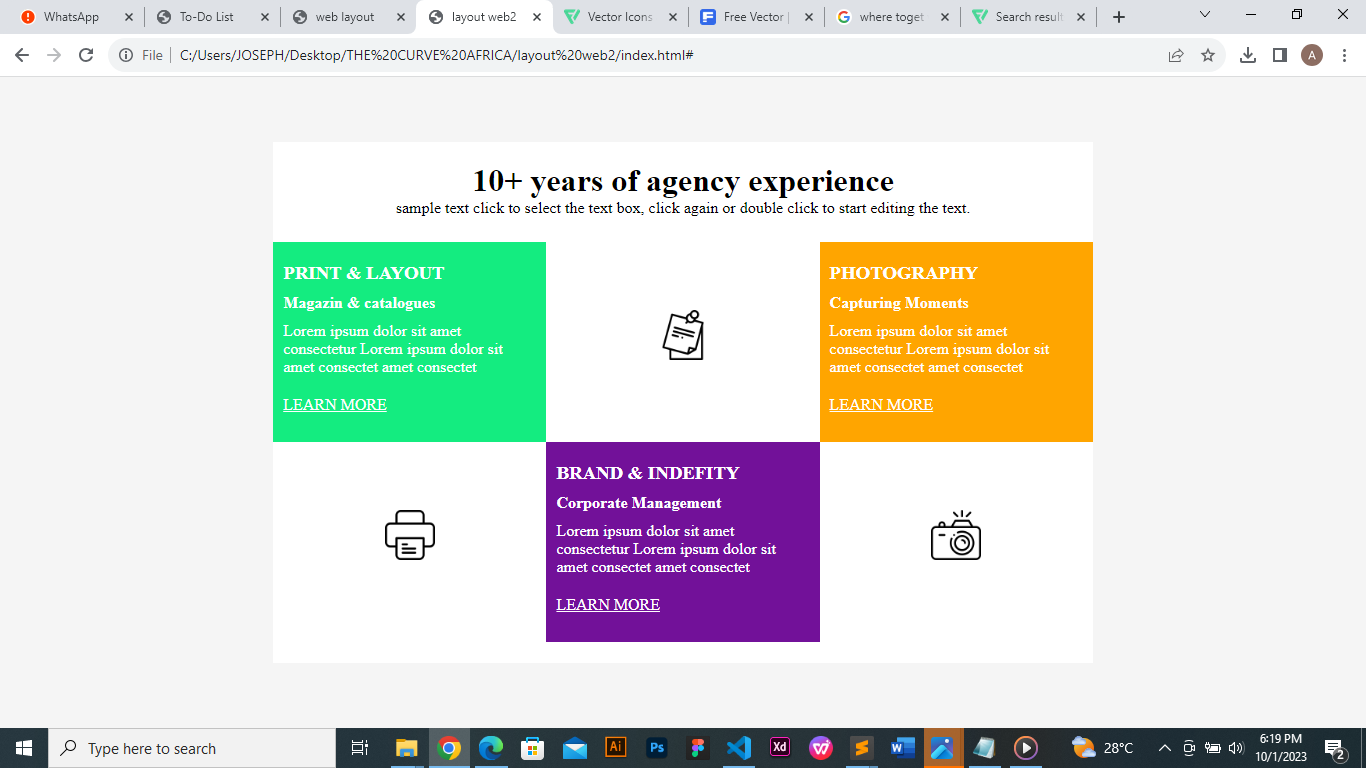 WhatsApp
To-Do List
web layout
layout web2
Vector Icons
Free Vector |
where toget
Search result
File
C:/Users/JOSEPH/Desktop/THE%20CURVE%20AFRICA/layout%20web2/index.html#
A
10+ years of agency experience
sample text click to select the text box, click again or double click to start editing the text.
PRINT & LAYOUT
Magazin & catalogues
Lorem ipsum dolor sit amet
consectetur Lorem ipsum dolor sit
amet consectet amet consectet
LEARN MORE
PHOTOGRAPHY
Capturing Moments
Lorem ipsum dolor sit amet
consectetur Lorem ipsum dolor sit
amet consectet amet consectet
LEARN MORE
BRAND & INDEFITY
Corporate Management
Lorem ipsum dolor sit amet
consectetur Lorem ipsum dolor sit
amet consectet amet consectet
LEARN MORE
Type here to search
Ai
Ps
Xd
W
28°C
6:19 PM
10/1/2023
2